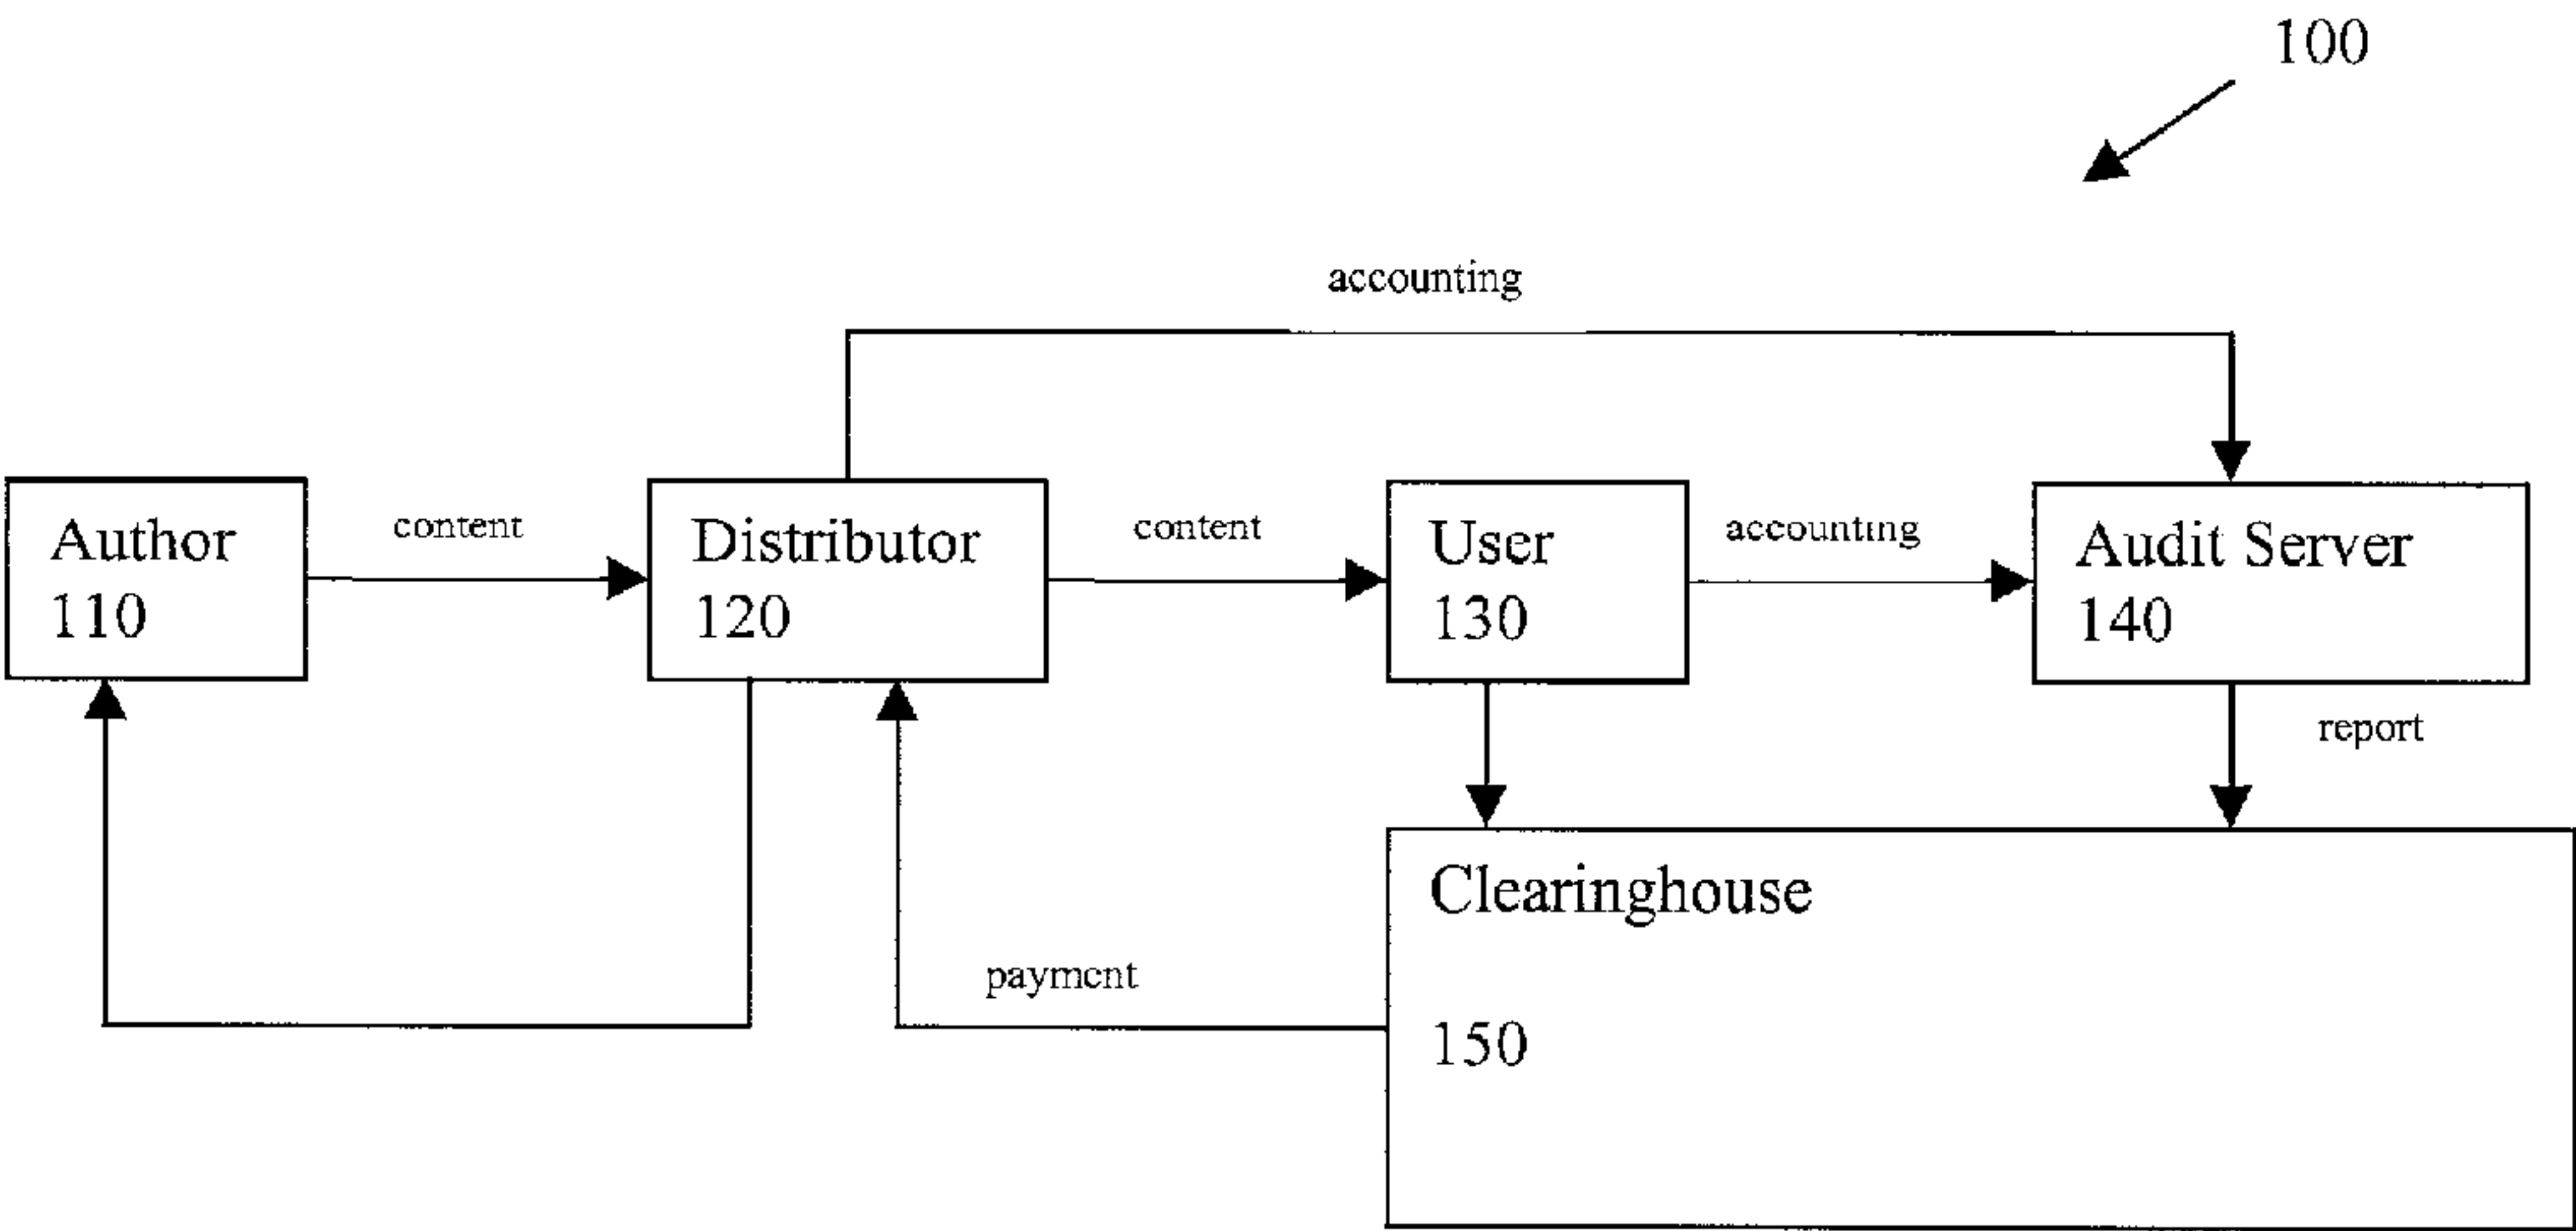 100
accounting
Author
110
content
Distributor
120
content
User
130
accounting
Audit Server
140
report
Clearinghouse
150
payment